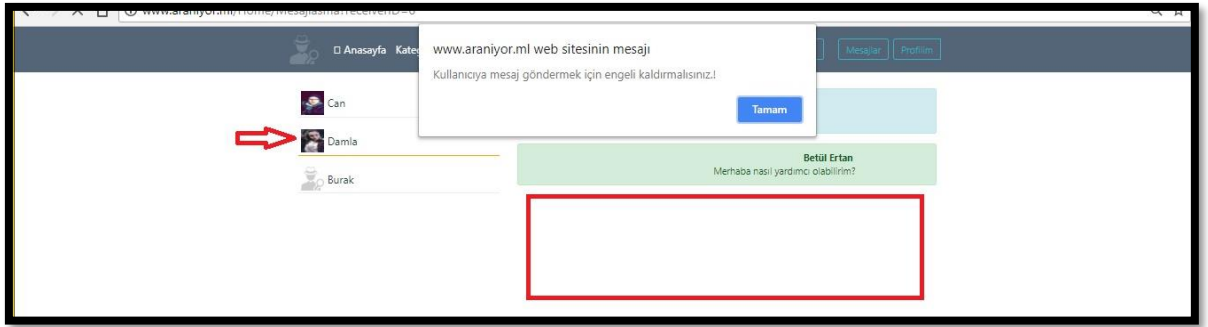 www.araniyor.ml/Home/Mesajlasma?receiverID=6
Anasayfa
Mesajlar Profilim
www.araniyor.ml web sitesinin mesajı
Kullanıcıya mesaj göndermek için engeli kaldırmalısınız.!
Tamam
Can
Damla
Burak
Betül Ertan
Merhaba nasıl yardımcı olabilirim?